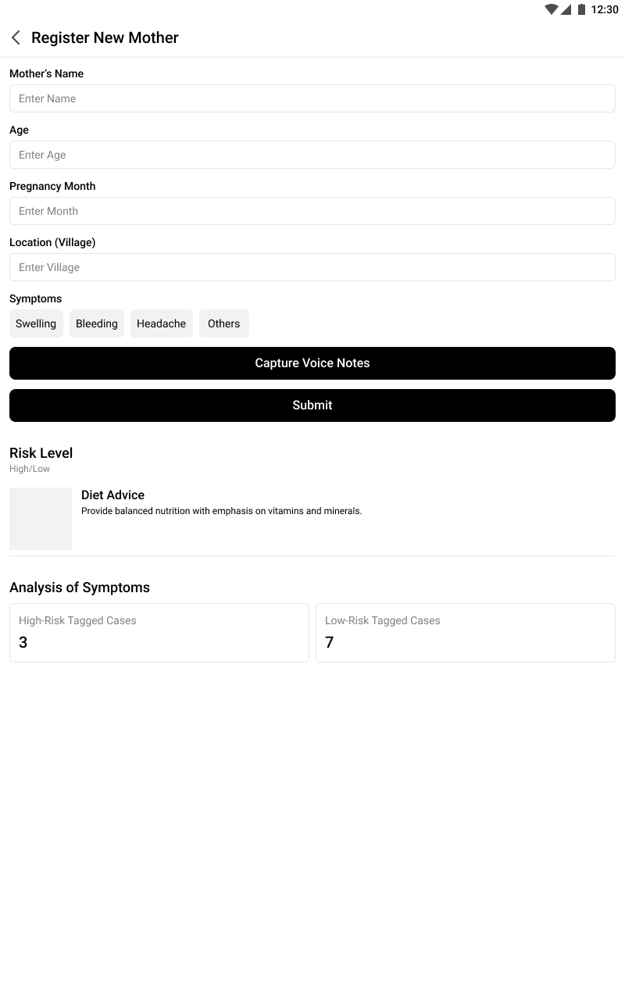 12:30
Register New Mother
Mother's Name
Enter Name
Age
Enter Age
Pregnancy Month
Enter Month
Location (Village)
Enter Village
Symptoms
Swelling Bleeding Headache Others
Capture Voice Notes
Submit
Risk Level
High/Low
Diet Advice
Provide balanced nutrition with emphasis on vitamins and minerals.
Analysis of Symptoms
High-Risk Tagged Cases Low-Risk Tagged Cases
3 7